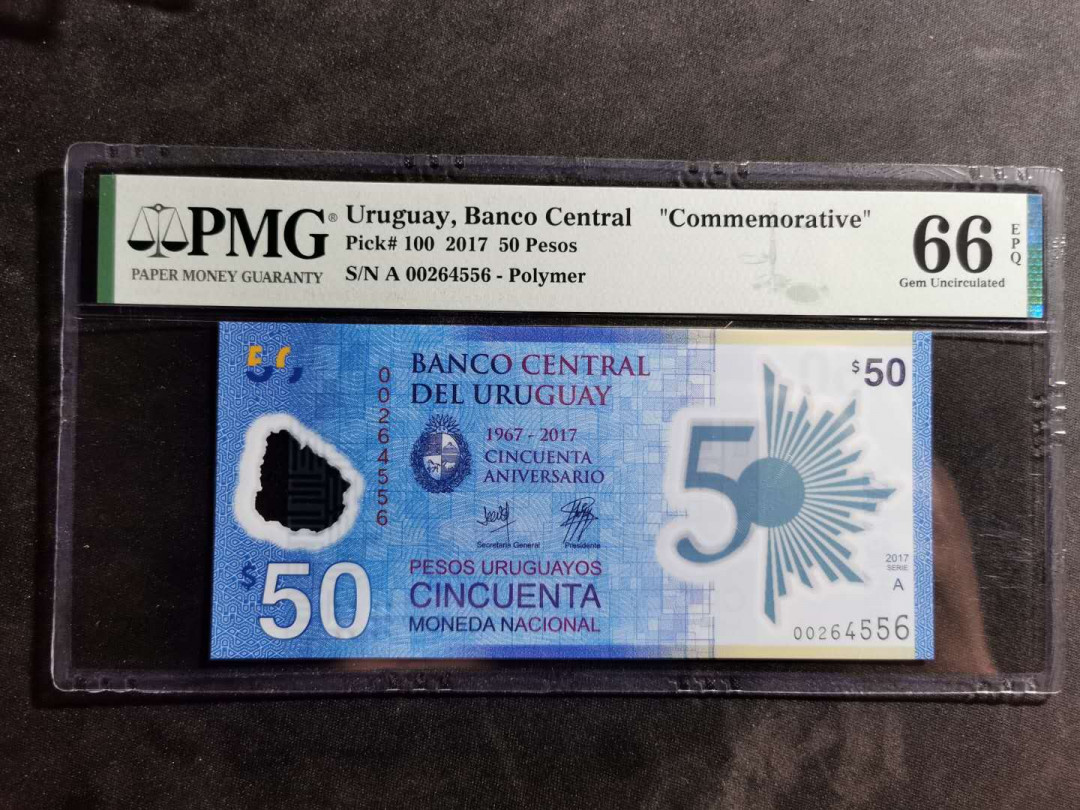 PMG®
PAPER MONEY GUARANTY
Uruguay, Banco Central "Commemorative"
Pick# 100 2017 50 Pesos
S/N A 00264556 - Polymer
66
EPQ
Gem Uncirculated
00264556
BANCO CENTRAL
DEL URUGUAY
1967 - 2017
CINCUENTA
ANIVERSARIO
Secretario General
Presidente
$50
PESOS URUGUAYOS
CINCUENTA
MONEDA NACIONAL
$50
50
2017
SERIE
A
00264556